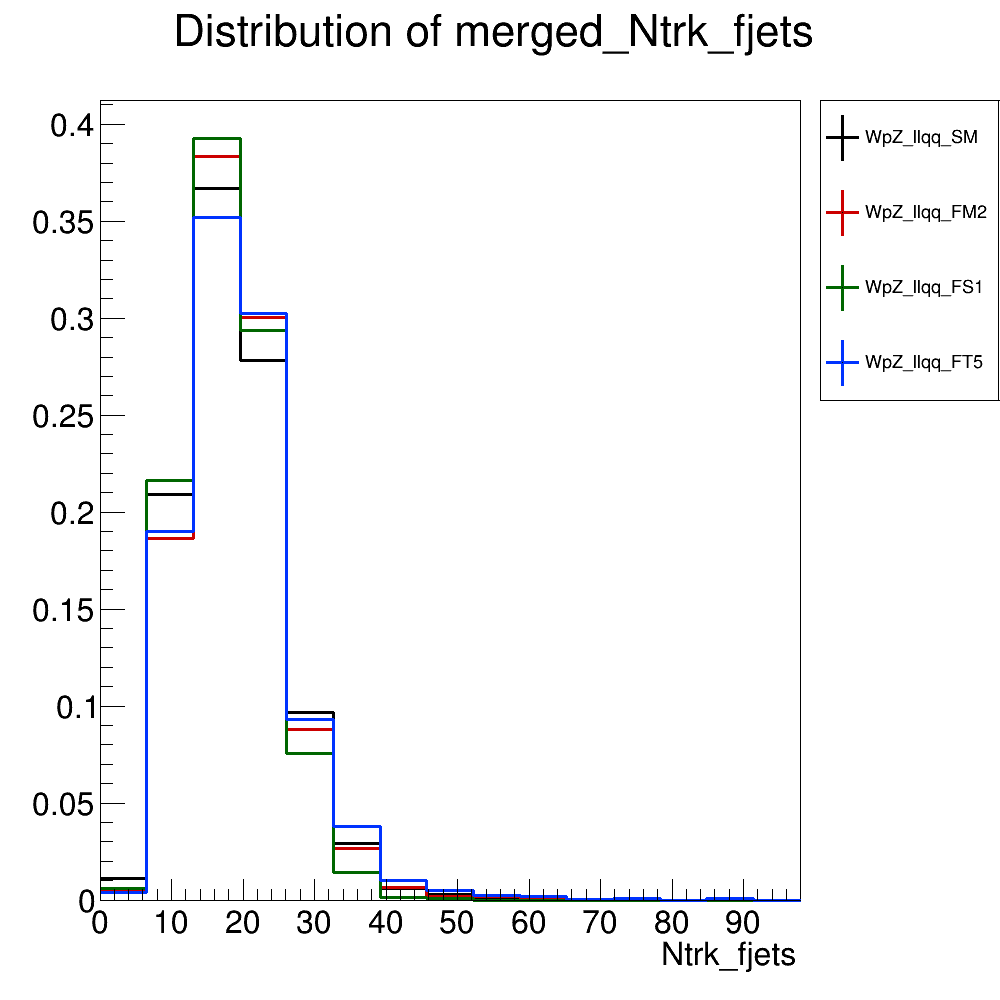 Distribution of merged_Ntrk_fjets
WpZ_llqq_SM
WpZ_llqq_FM2
WpZ_llqq_FS1
WpZ_llqq_FT5
0.4
0.35
0.3
0.25
0.2
0.15
0.1
0.05
0
0 10 20 30 40 50 60 70 80 90
Ntrk_fjets